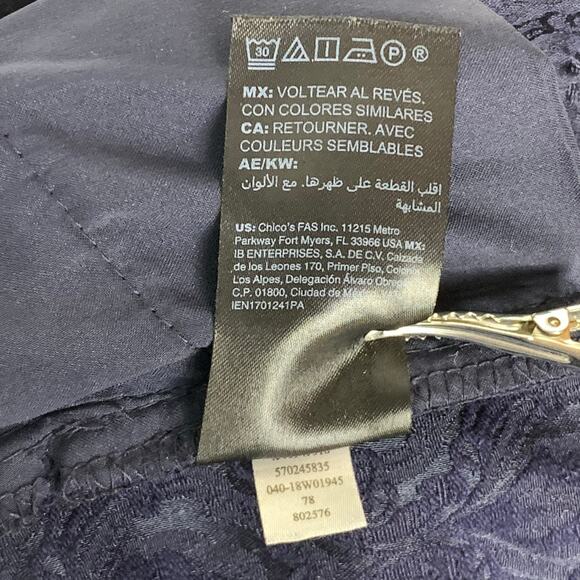 30 P ®
MX: VOLTEAR AL REVÉS.
CON COLORES SIMILARES
CA: RETOURNER. AVEC
COULEURS SEMBLABLES
AE/KW:
اقلب القطعة على ظهرها. مع الألوان
المشابهة
US: Chico's FAS Inc. 11215 Metro
Parkway Fort Myers, FL 33966 USA MX:
IB ENTERPRISES, S.A. DE C.V. Calzada
de los Leones 170, Primer Piso, Colonia
Los Alpes, Delegación Álvaro Obregón
C.P. 01800, Ciudad de México
IEN1701241PA
570245835
040-18W01945
78
802576